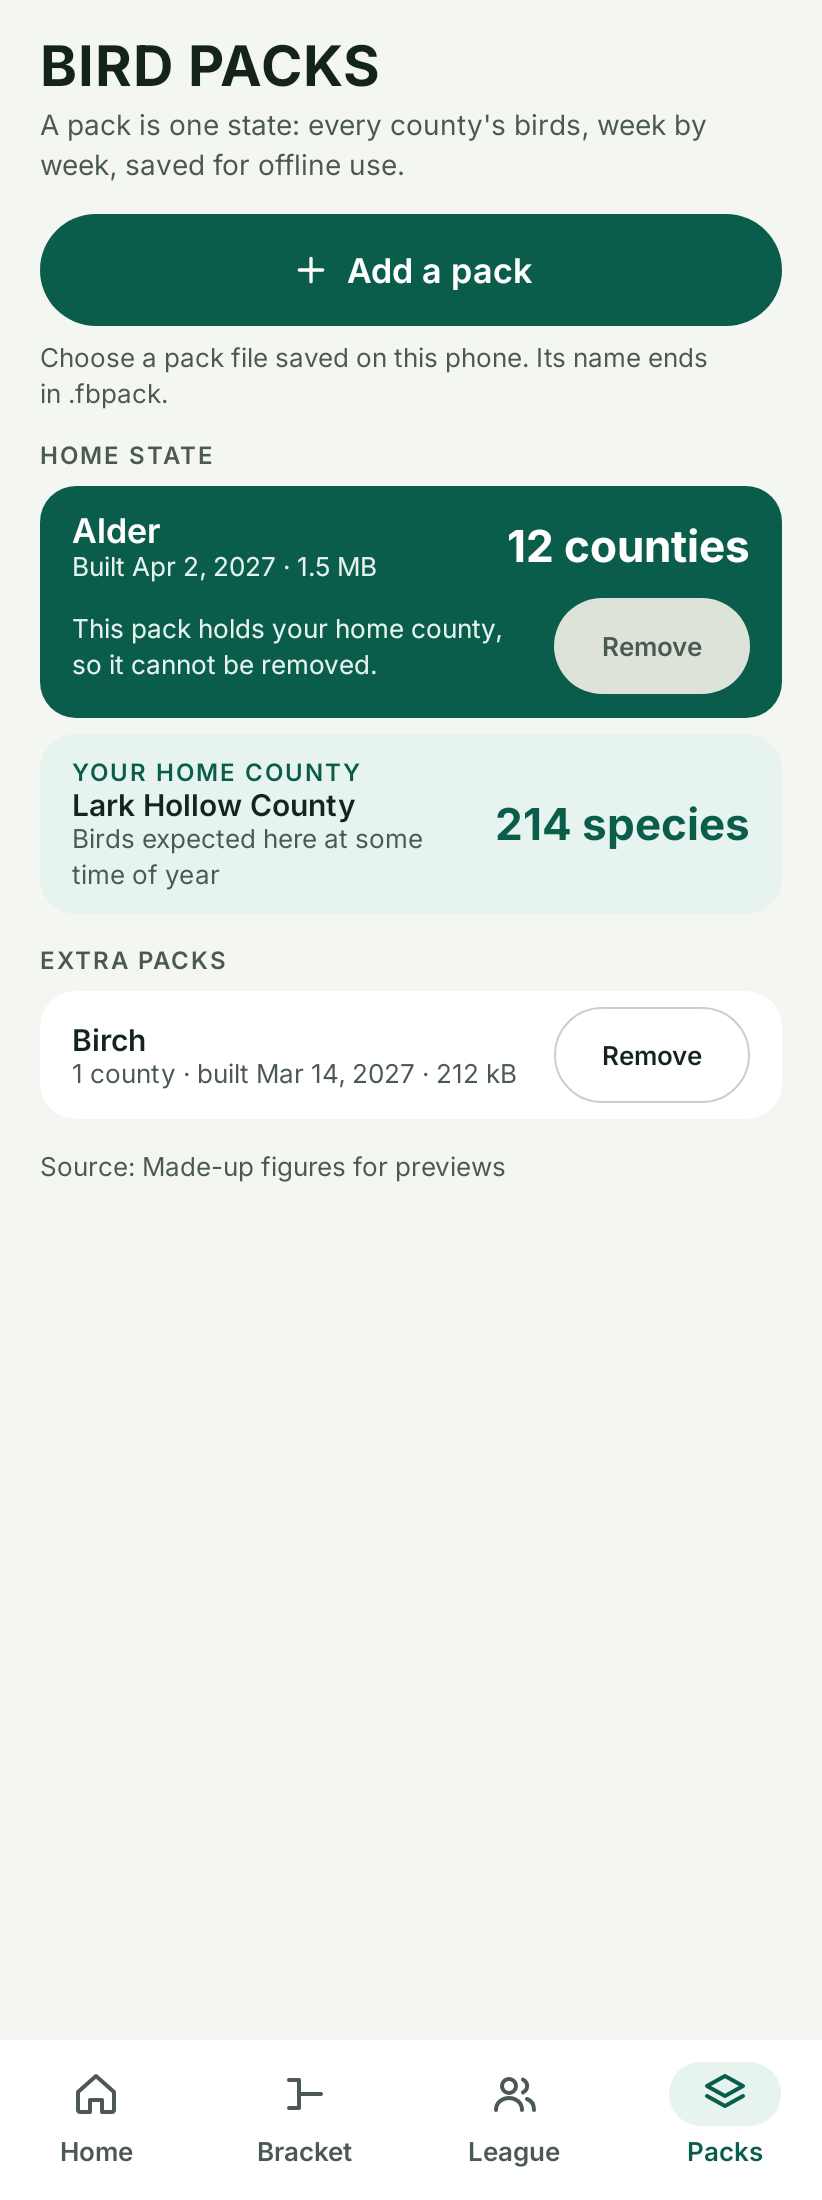 BIRD PACKS
A pack is one state: every county's birds, week by
week, saved for offline use.
Add a pack
Choose a pack file saved on this phone. Its name ends
in .fbpack.
HOME STATE
Alder
Built Apr 2, 2027 · 1.5 MB
12 counties
This pack holds your home county,
so it cannot be removed.
Remove
YOUR HOME COUNTY
Lark Hollow County
Birds expected here at some
time of year
214 species
EXTRA PACKS
Birch
1 county · built Mar 14, 2027 · 212 kB
Remove
Source: Made-up figures for previews
Home
Bracket
League
Packs